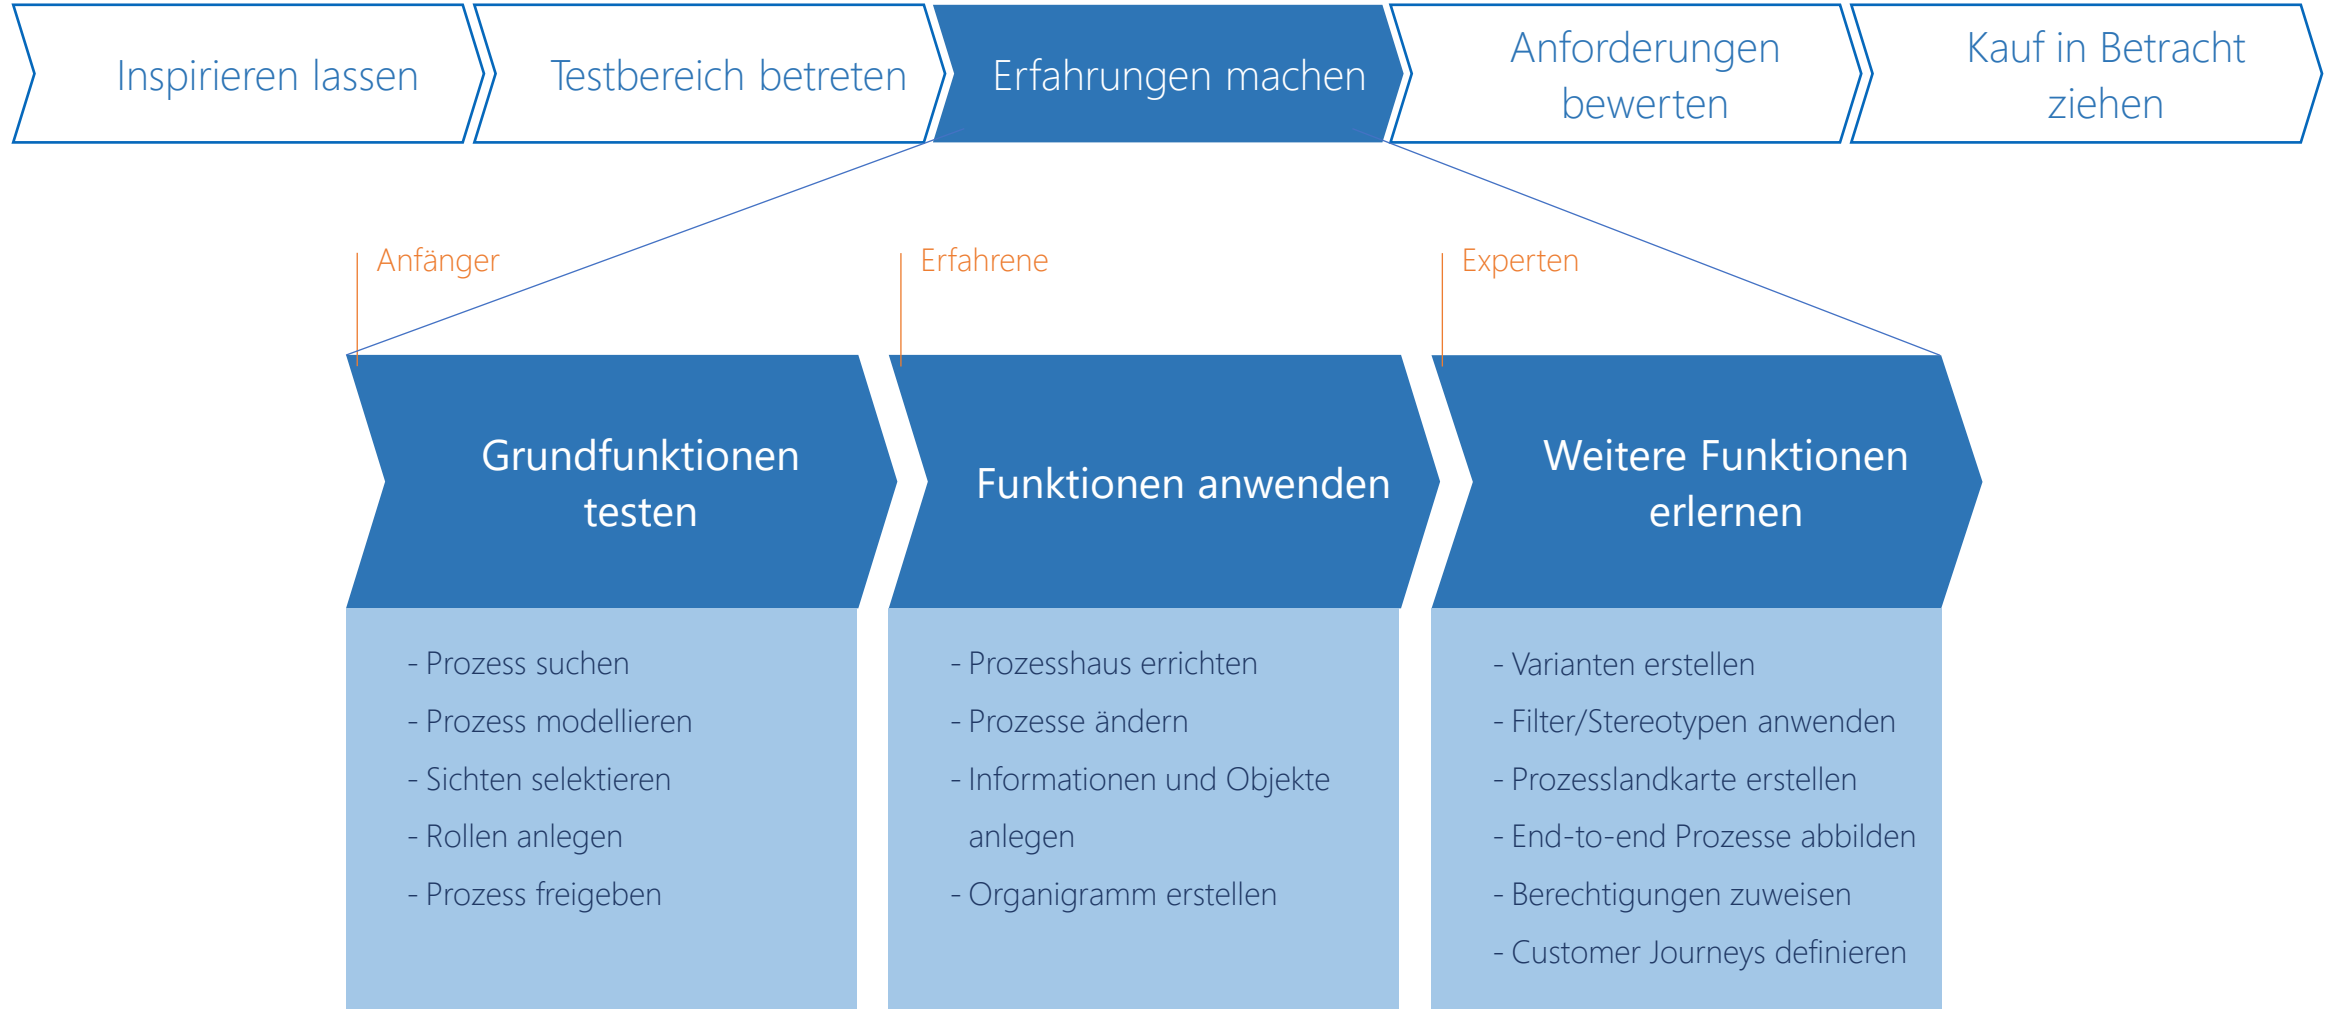 Inspirieren lassen
Testbereich betreten
Erfahrungen machen
Anforderungen
bewerten
Kauf in Betracht
ziehen
Anfänger
Erfahrene
Experten
Grundfunktionen
testen
Funktionen anwenden
Weitere Funktionen
erlernen
- Prozess suchen
- Prozess modellieren
- Sichten selektieren
- Rollen anlegen
- Prozess freigeben
- Prozesshaus errichten
- Prozesse ändern
- Informationen und Objekte
anlegen
- Organigramm erstellen
- Varianten erstellen
- Filter/Stereotypen anwenden
- Prozesslandkarte erstellen
- End-to-end Prozesse abbilden
- Berechtigungen zuweisen
- Customer Journeys definieren